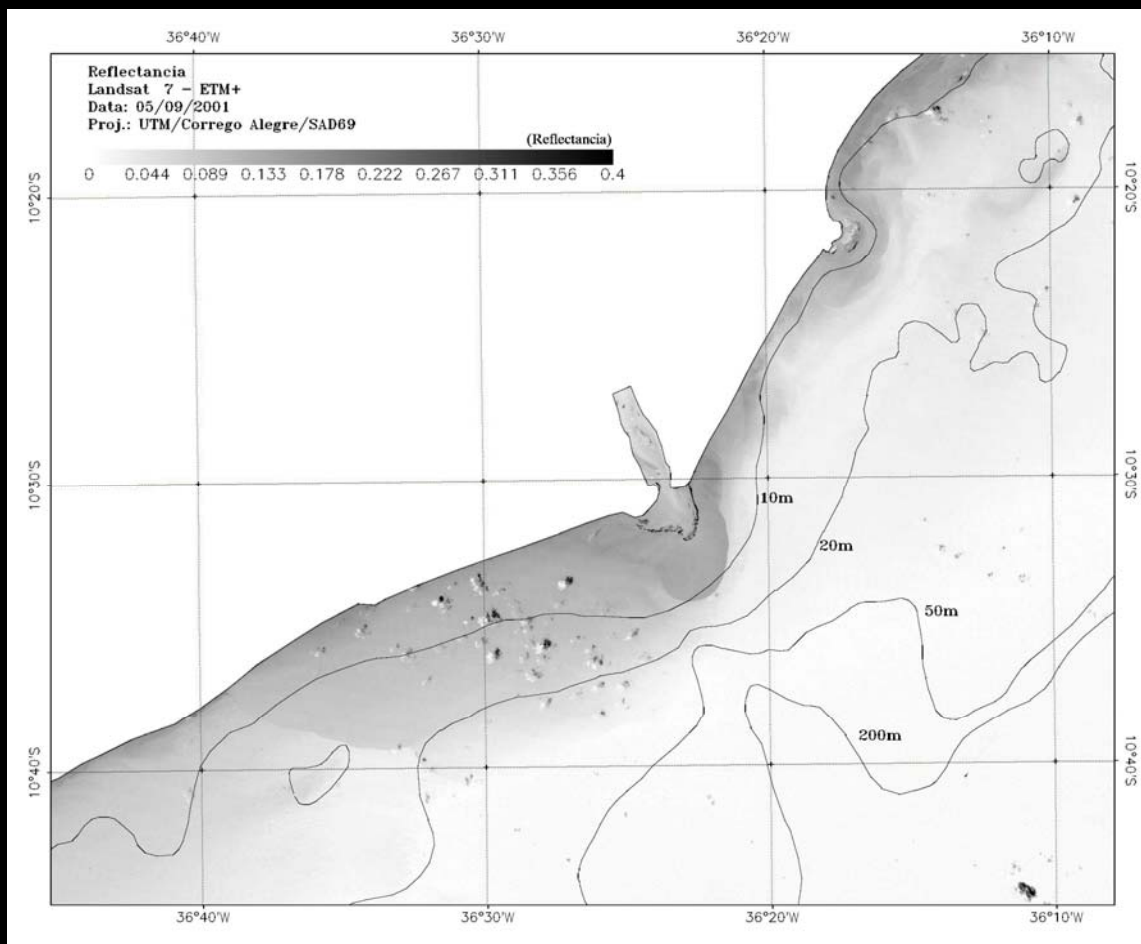 36°40'W 36°30'W 36°20'W 36°10'W
Reflectancia
Landsat 7 - ETM+
Data: 05/09/2001
Proj.: UTM/Corrego Alegre/SAD69
(Reflectancia)
0 0.044 0.089 0.133 0.178 0.222 0.267 0.311 0.356 0.4
10°20'S 10°20'S
10°30'S 10°30'S
10m
20m
50m
200m
10°40'S 10°40'S
36°40'W 36°30'W 36°20'W 36°10'W